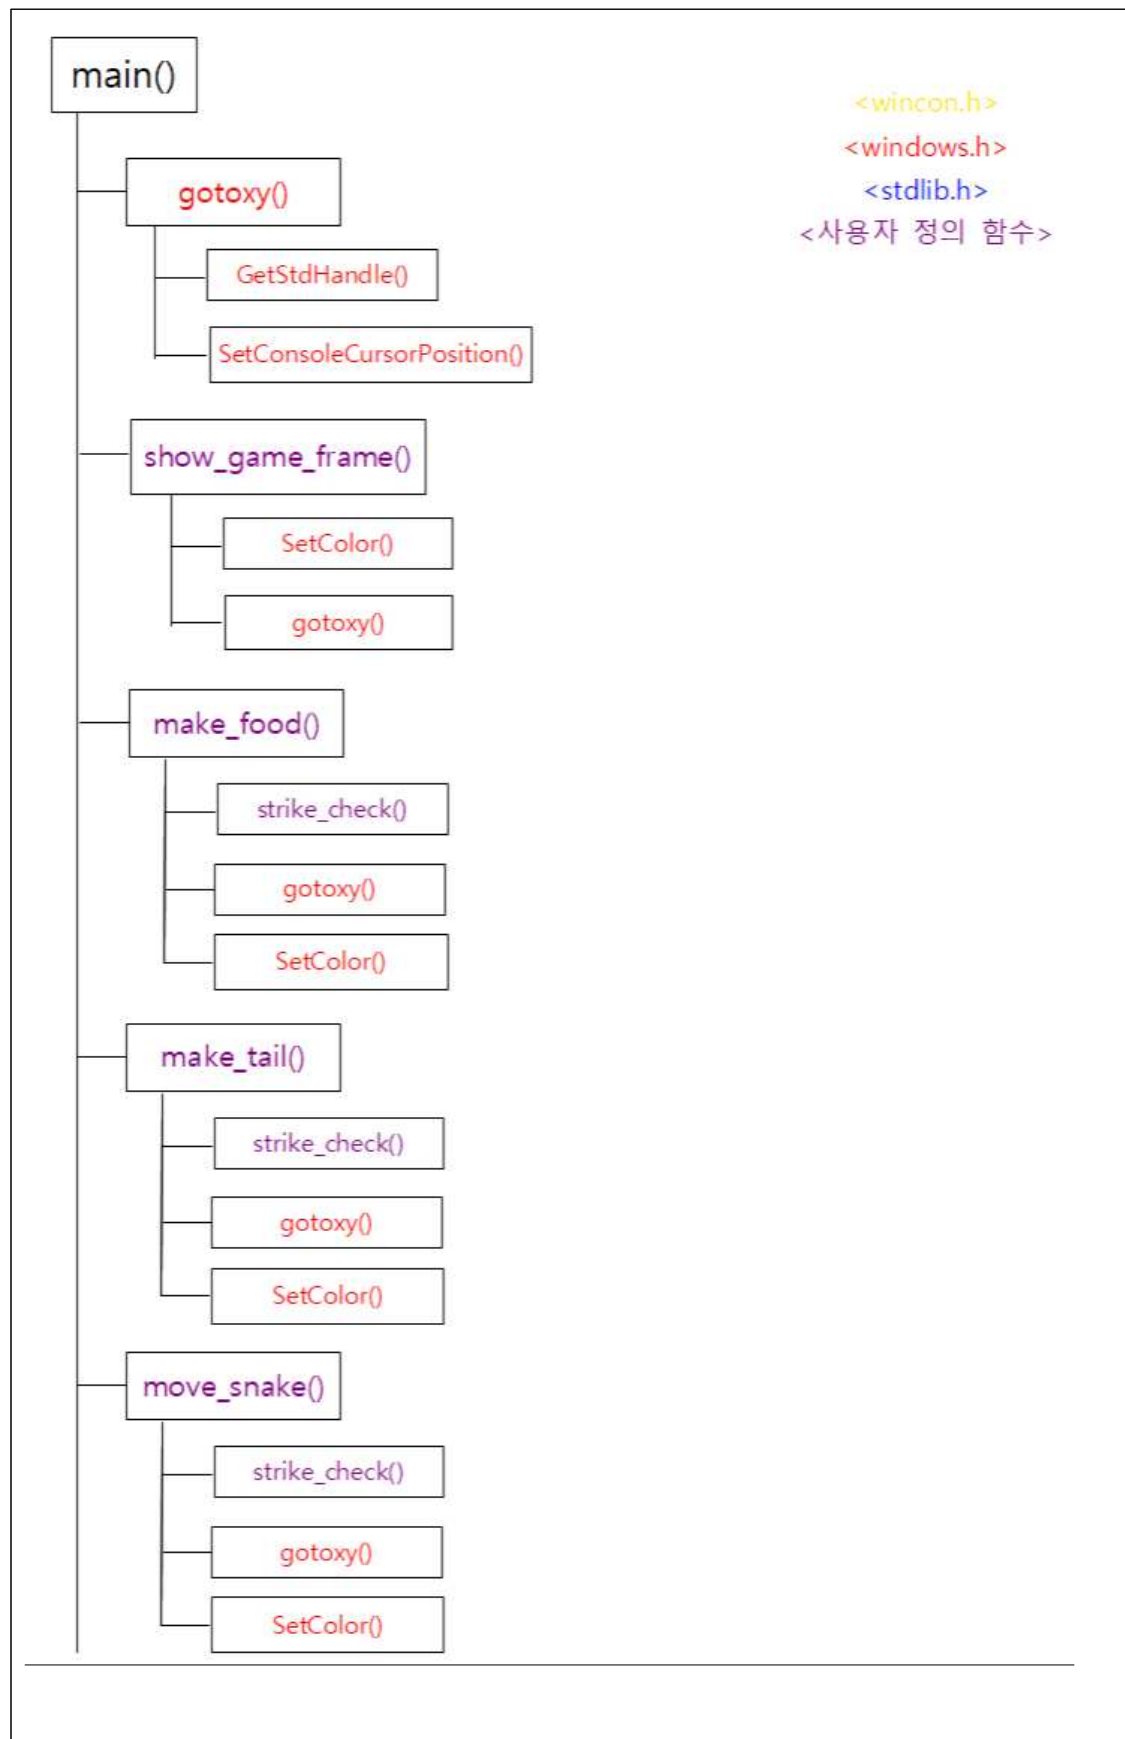 main()
<wincon.h>
<windows.h>
<stdlib.h>
<사용자 정의 함수>
gotoxy()
GetStdHandle()
SetConsoleCursorPosition()
show_game_frame()
SetColor()
gotoxy()
make_food()
strike_check()
gotoxy()
SetColor()
make_tail()
strike_check()
gotoxy()
SetColor()
move_snake()
strike_check()
gotoxy()
SetColor()